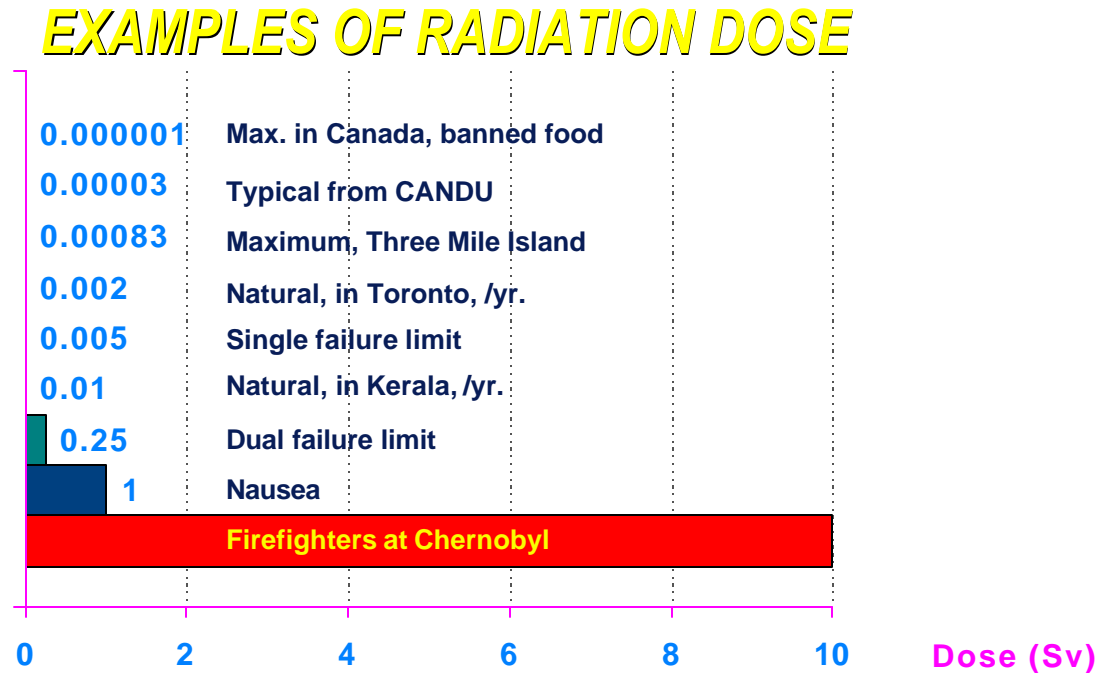 EXAMPLES OF RADIATION DOSE
0.000001 Max. in Canada, banned food
0.00003 Typical from CANDU
0.00083 Maximum, Three Mile Island
0.002 Natural, in Toronto, /yr.
0.005 Single failure limit
0.01 Natural, in Kerala, /yr.
0.25 Dual failure limit
1 Nausea
Firefighters at Chernobyl
0 2 4 6 8 10 Dose (Sv)